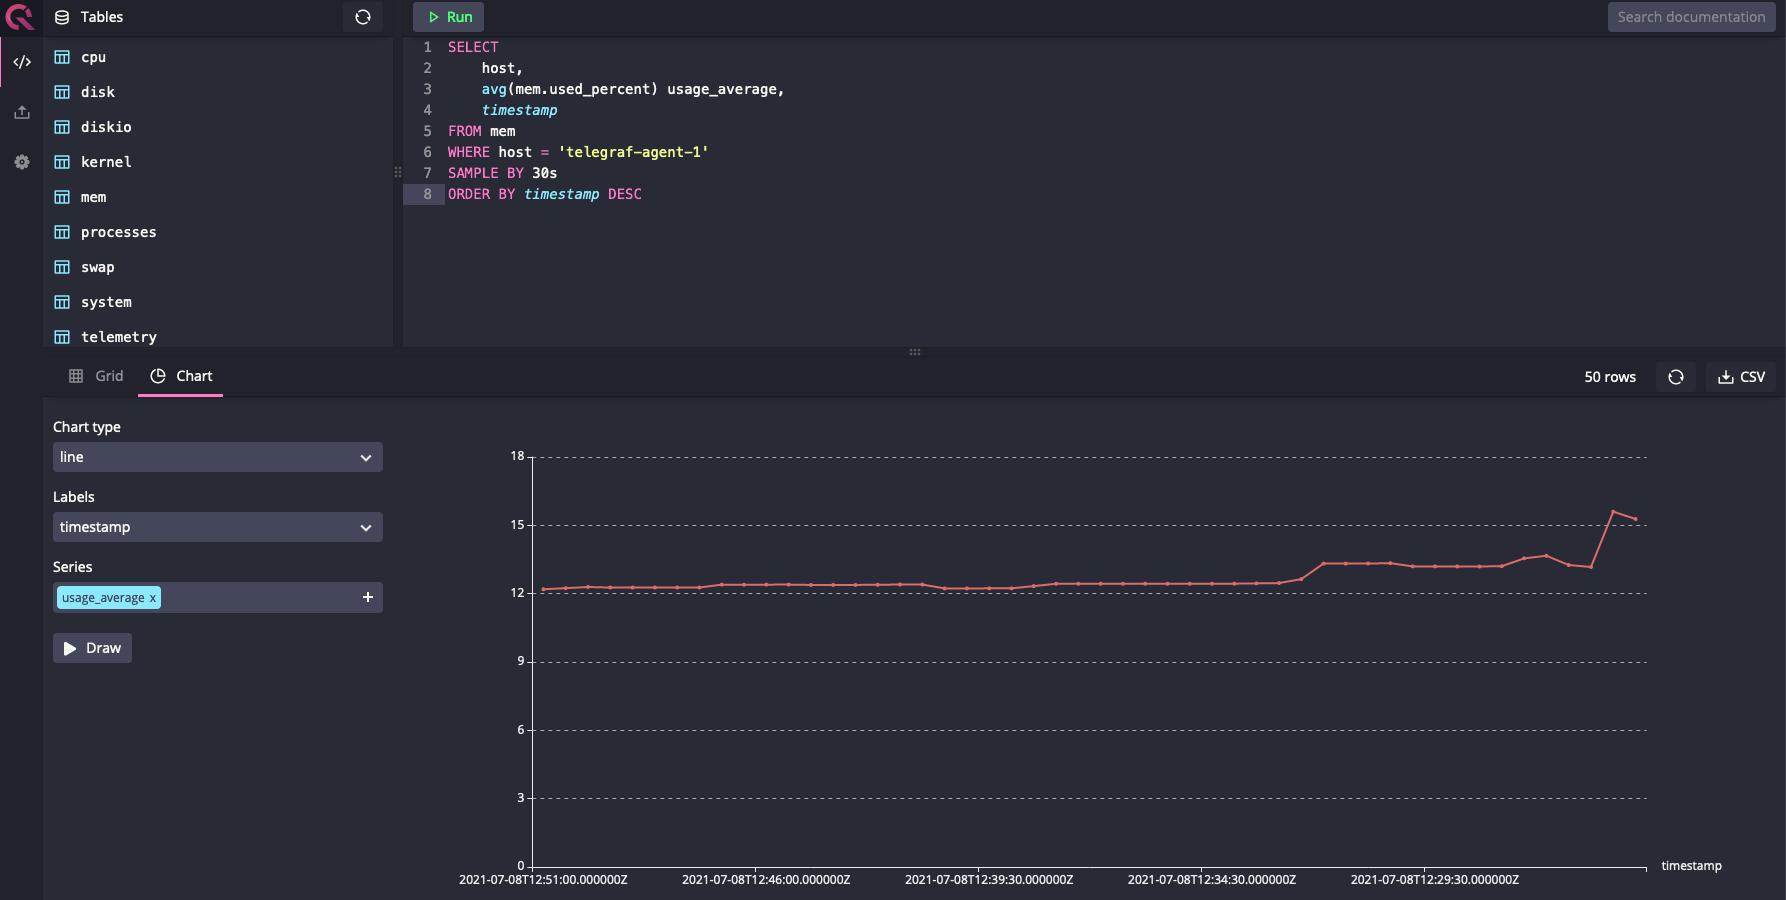 Tables
Run
Search documentation
cpu
disk
diskio
kernel
mem
processes
swap
system
telemetry
1 SELECT
2 host,
3 avg(mem.used_percent) usage_average,
4 timestamp
5 FROM mem
6 WHERE host = 'telegraf-agent-1'
7 SAMPLE BY 30s
8 ORDER BY timestamp DESC
Grid
Chart
50 rows
CSV
Chart type
line
Labels
timestamp
Series
usage_average x
+
Draw
18
15
12
9
6
3
0
2021-07-08T12:51:00.000000Z
2021-07-08T12:46:00.000000Z
2021-07-08T12:39:30.000000Z
2021-07-08T12:34:30.000000Z
2021-07-08T12:29:30.000000Z
timestamp